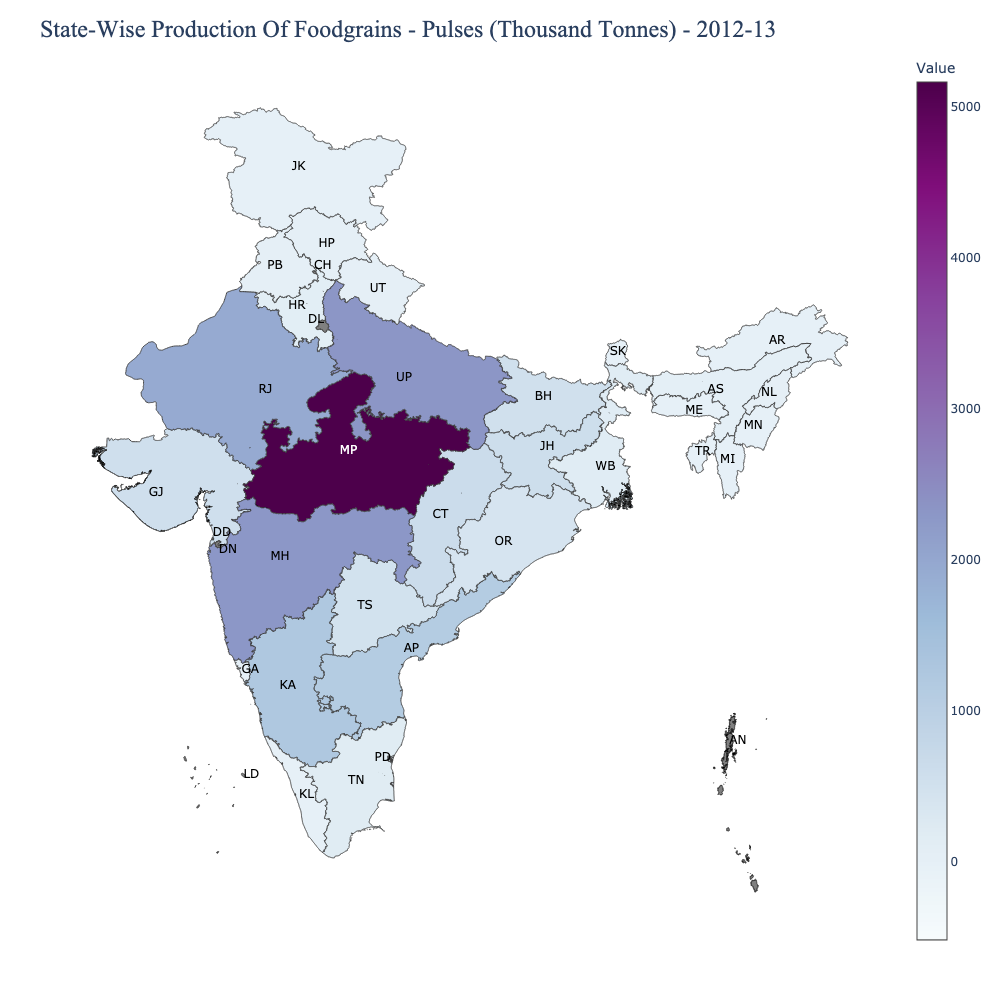 State-Wise Production Of Foodgrains - Pulses (Thousand Tonnes) - 2012-13
Value
5000
4000
3000
2000
1000
0
JK
HP
PB
CH
UT
HR
DL
AR
SK
UP
RJ
AS
NL
BH
ME
MN
JH
TR
MI
MP
WB
GJ
CT
DD
OR
DN
MH
TS
AP
GA
KA
AN
PD
LD
TN
KL